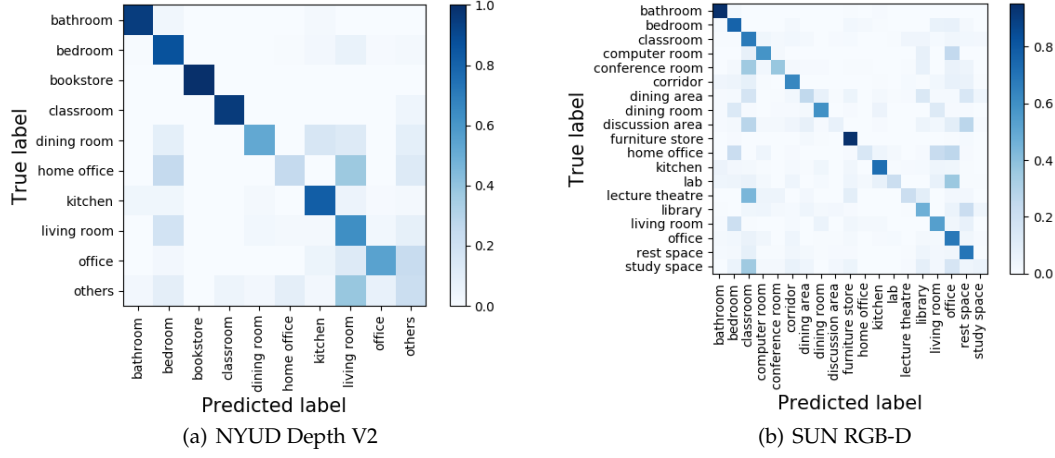 True label
bathroom
bedroom
bookstore
classroom
dining room
home office
kitchen
living room
office
others
bathroom
bedroom
bookstore
classroom
dining room
home office
kitchen
living room
office
others
Predicted label
1.0
0.8
0.6
0.4
0.2
0.0
(a) NYUD Depth V2
True label
bathroom
bedroom
classroom
computer room
conference room
corridor
dining area
dining room
discussion area
furniture store
home office
kitchen
lab
lecture theatre
library
living room
office
rest space
study space
bathroom
bedroom
classroom
computer room
conference room
corridor
dining area
dining room
discussion area
furniture store
home office
kitchen
lab
lecture theatre
library
living room
office
rest space
study space
Predicted label
0.8
0.6
0.4
0.2
0.0
(b) SUN RGB-D